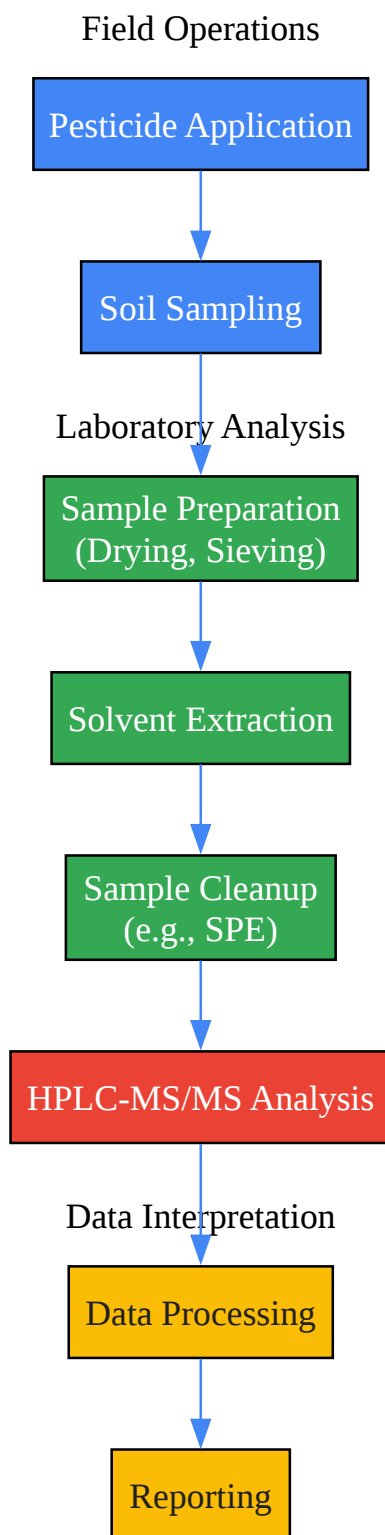 Field Operations
Pesticide Application
Soil Sampling
Laboratory Analysis
Sample Preparation
(Drying, Sieving)
Solvent Extraction
Sample Cleanup
(e.g., SPE)
HPLC-MS/MS Analysis
Data Interpretation
Data Processing
Reporting